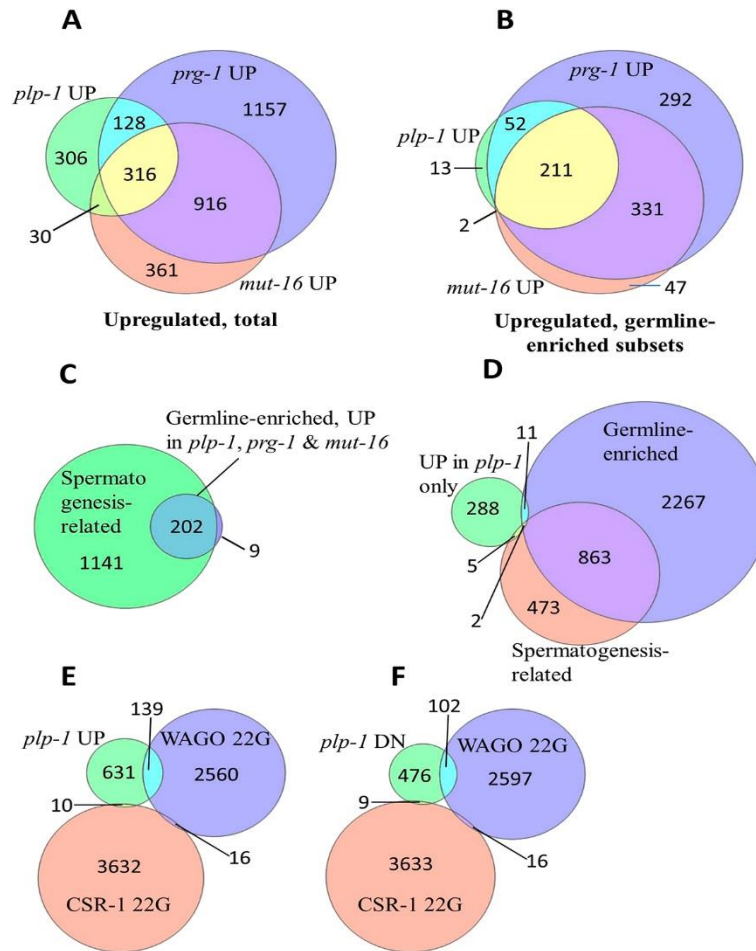 A
prg-1 UP
plp-1 UP
1157
128
306
316
916
30
361
mut-16 UP
Upregulated, total
B
prg-1 UP
292
52
plp-1 UP
13
211
331
2
mut-16 UP
47
Upregulated, germline-
enriched subsets
C
Germline-enriched, UP
in plp-1, prg-1 & mut-16
Spermato
genesis-
related
202
1141
9
D
11
Germline-
enriched
UP in plp-1
only
288
2267
863
5
2
473
Spermatogenesis-
related
E
139
plp-1 UP
WAGO 22G
631
2560
10
16
3632
CSR-1 22G
F
102
plp-1 DN
WAGO 22G
476
2597
9
16
3633
CSR-1 22G